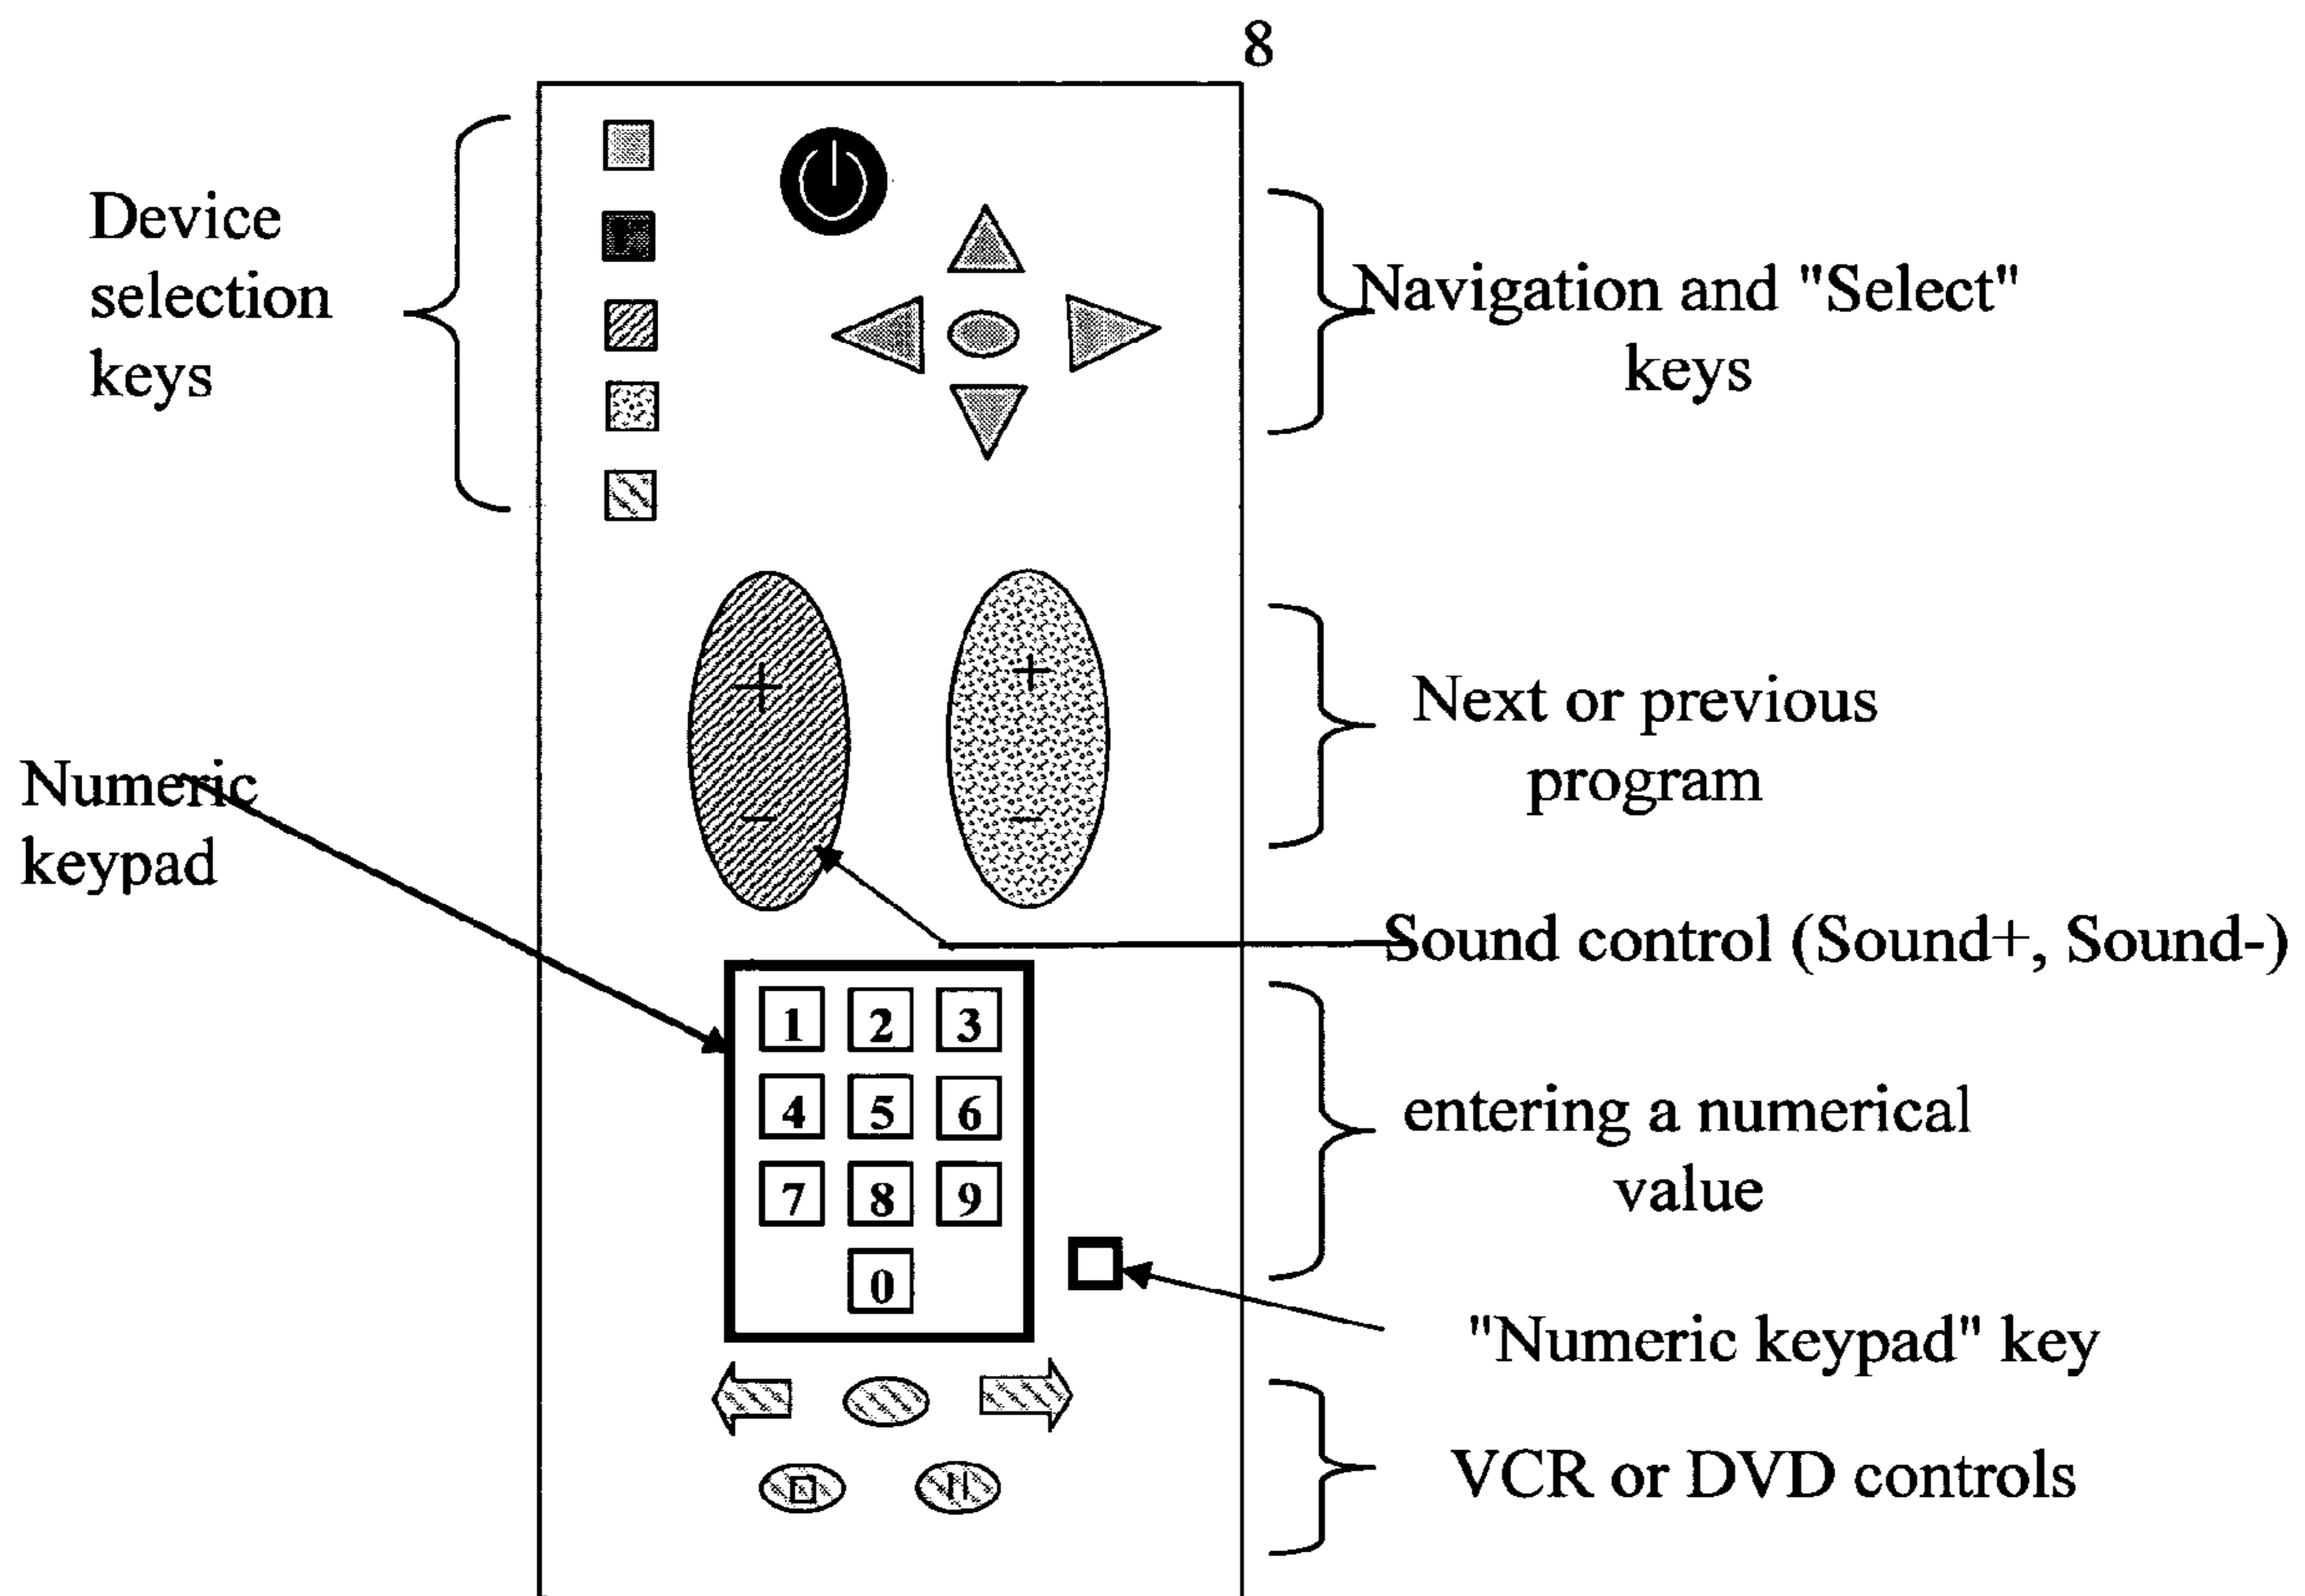 8
Device
selection
keys
Navigation and "Select"
keys
+
+
Next or previous
program
-
-
Numeric
keypad
Sound control (Sound+, Sound-)
1 2 3
4 5 6
7 8 9
0
entering a numerical
value
"Numeric keypad" key
VCR or DVD controls